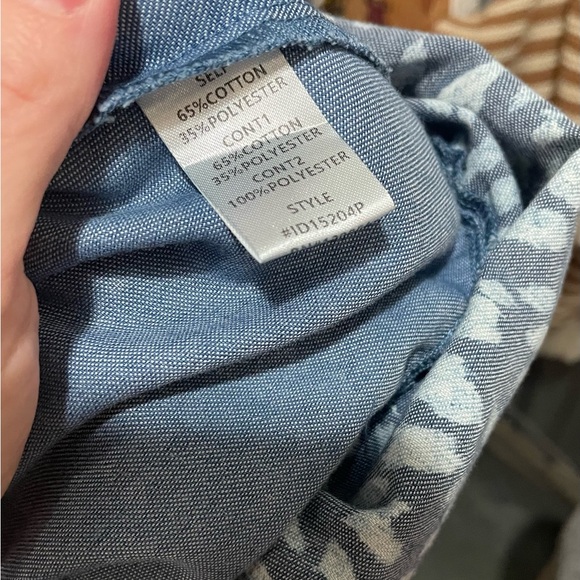 SELF
65%COTTON
35%POLYESTER
CONT1
65%COTTON
35%POLYESTER
CONT2
100%POLYESTER
STYLE
#ID15204P